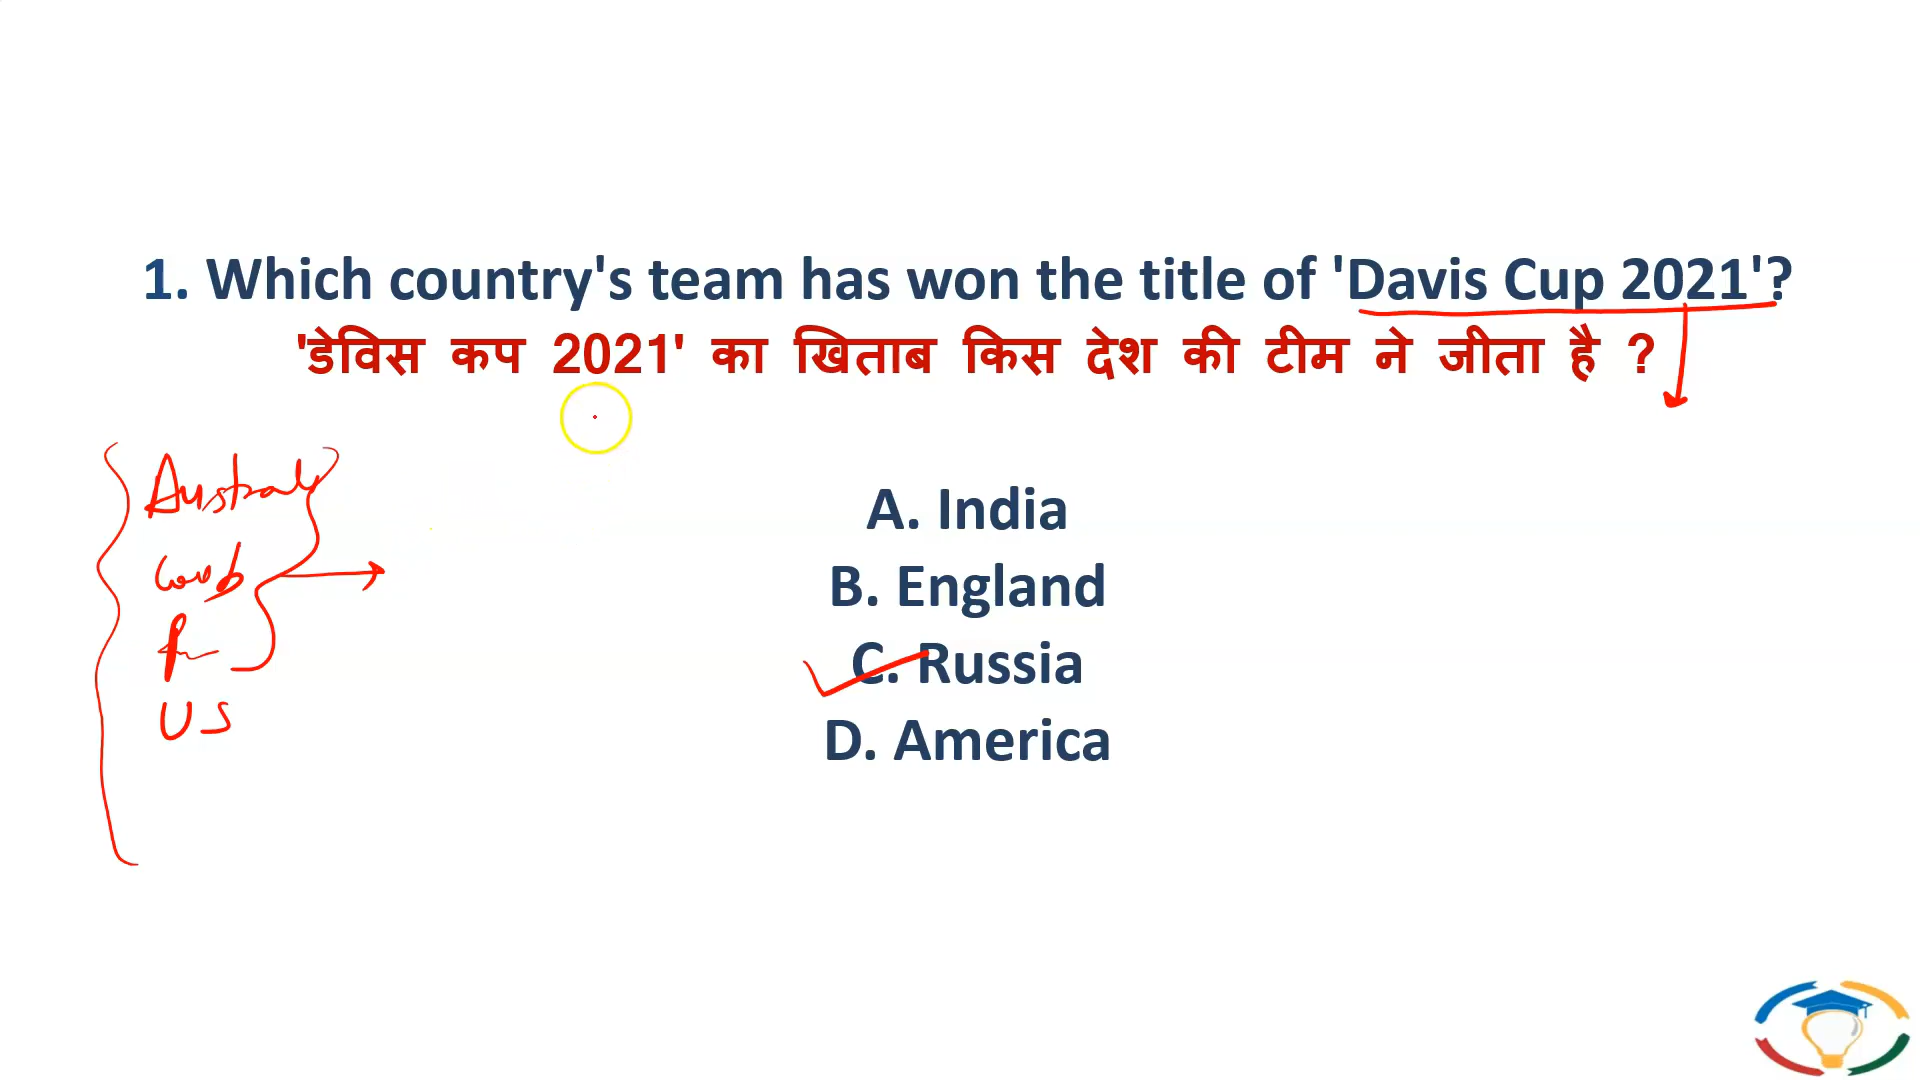 1. Which country's team has won the title of 'Davis Cup 2021'?
'डेविस कप 2021' का खिताब किस देश की टीम ने जीता है ?
A. India
B. England
C. Russia
D. America
US